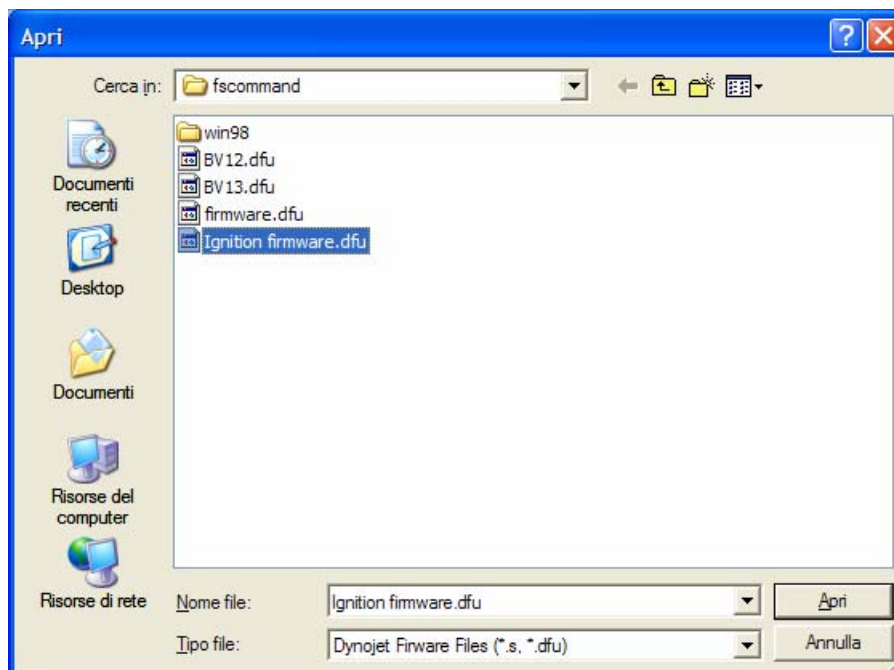 Apri
Cerca in: fscommand
win98
BV12.dfu
BV13.dfu
firmware.dfu
Ignition firmware.dfu
Documenti
recenti
Desktop
Documenti
Risorse del
computer
Risorse di rete
Nome file: Ignition firmware.dfu Apri
Tipo file: Dynojet Firware Files (*.s, *.dfu) Annulla